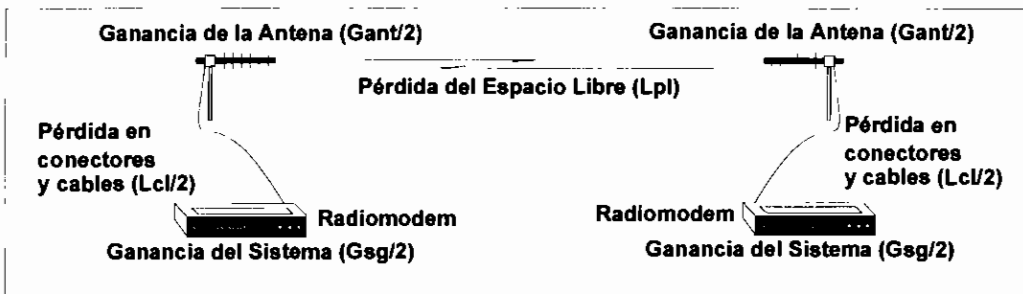 Ganancia de la Antena (Gant/2)
Ganancia de la Antena (Gant/2)
Pérdida del Espacio Libre (Lpl)
Pérdida en
conectores
y cables (Lcl/2)
Pérdida en
conectores
y cables (Lcl/2)
Radiomodem
Radiomodem
Ganancia del Sistema (Gsg/2)
Ganancia del Sistema (Gsg/2)